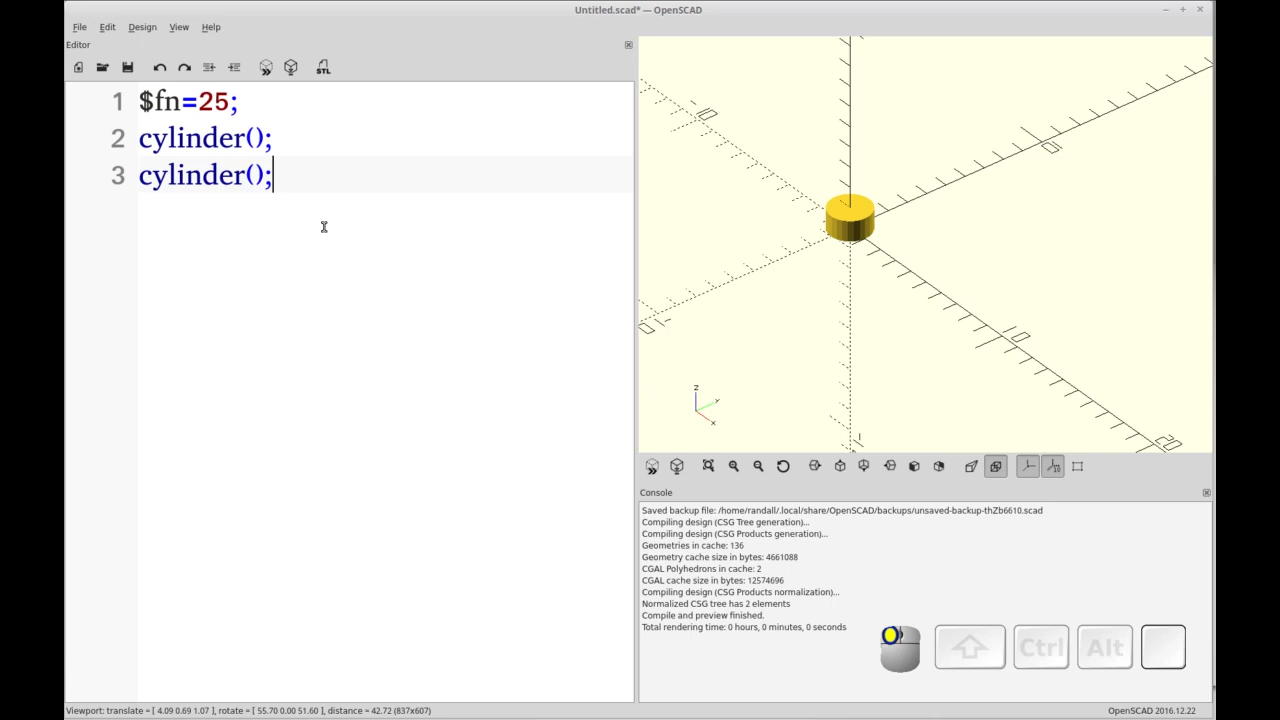 Untitled.scad* — OpenSCAD
File Edit Design View Help
Editor
STL
1 $fn=25;
2 cylinder();
3 cylinder();
10
10
20
z
y
x
10
Console
Saved backup file: /home/randall/.local/share/OpenSCAD/backups/unsaved-backup-thZb6610.scad
Compiling design (CSG Tree generation)...
Compiling design (CSG Products generation)...
Geometries in cache: 136
Geometry cache size in bytes: 4661088
CGAL Polyhedrons in cache: 2
CGAL cache size in bytes: 12574696
Compiling design (CSG Products normalization)...
Normalized CSG tree has 2 elements
Compile and preview finished.
Total rendering time: 0 hours, 0 minutes, 0 seconds
Ctrl Alt
Viewport: translate = [ 4.09 0.69 1.07 ], rotate = [ 55.70 0.00 51.60 ], distance = 42.72 (837x607)
OpenSCAD 2016.12.22